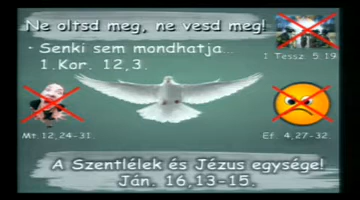 Ne oltsd meg, ne vesd meg!
· Senki sem mondhatja...
1.Kor. 12,3.
1 Tessz. 5:19
Mt:12,24-31.
Ef. 4,27-32.
A Szentlélek és Jézus egysége!
Ján. 16,13-15.